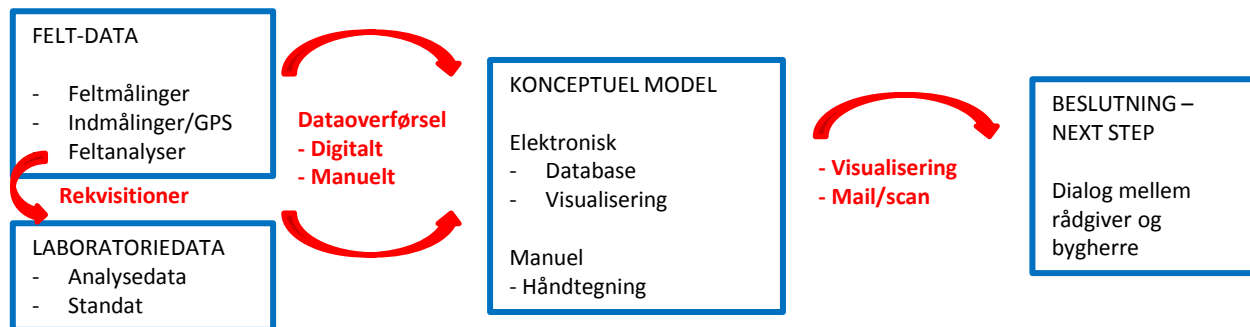 FELT-DATA
- Feltmålinger
- Indmålinger/GPS
- Feltanalyser
Rekvisitioner
LABORATORIEDATA
- Analysedata
- Standat
Dataoverførsel
- Digitalt
- Manuelt
KONCEPTUEL MODEL
Elektronisk
- Database
- Visualisering
Manuel
- Håndtegning
- Visualisering
- Mail/scan
BESLUTNING –
NEXT STEP
Dialog mellem
rådgiver og
bygherre